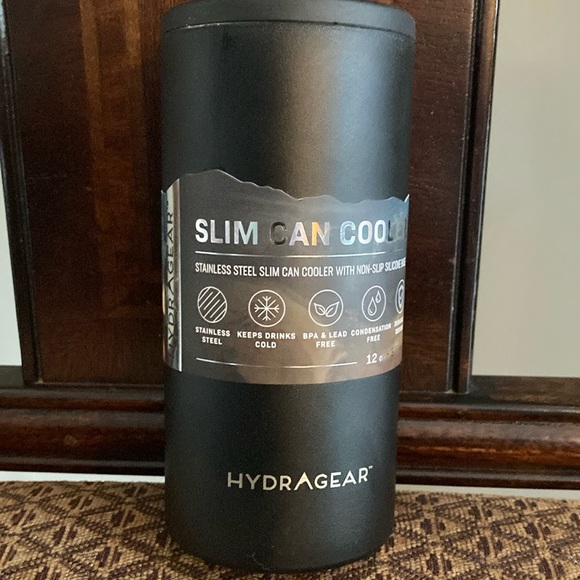 HYDRAGEAR
SLIM CAN COOLER
STAINLESS STEEL SLIM CAN COOLER WITH NON-SLIP SILICONE
STAINLESS
STEEL
KEEPS DRINKS
COLD
BPA & LEAD
FREE
CONDENSATION
FREE
12
HYDRAGEAR™